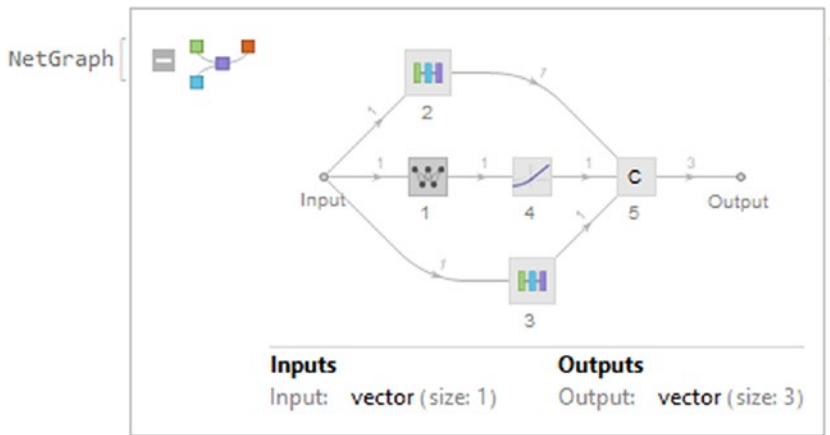 NetGraph
1
2
1
1
1
1
C
3
Input
1
4
5
Output
1
1
3
Inputs Outputs
Input: vector (size: 1) Output: vector (size: 3)